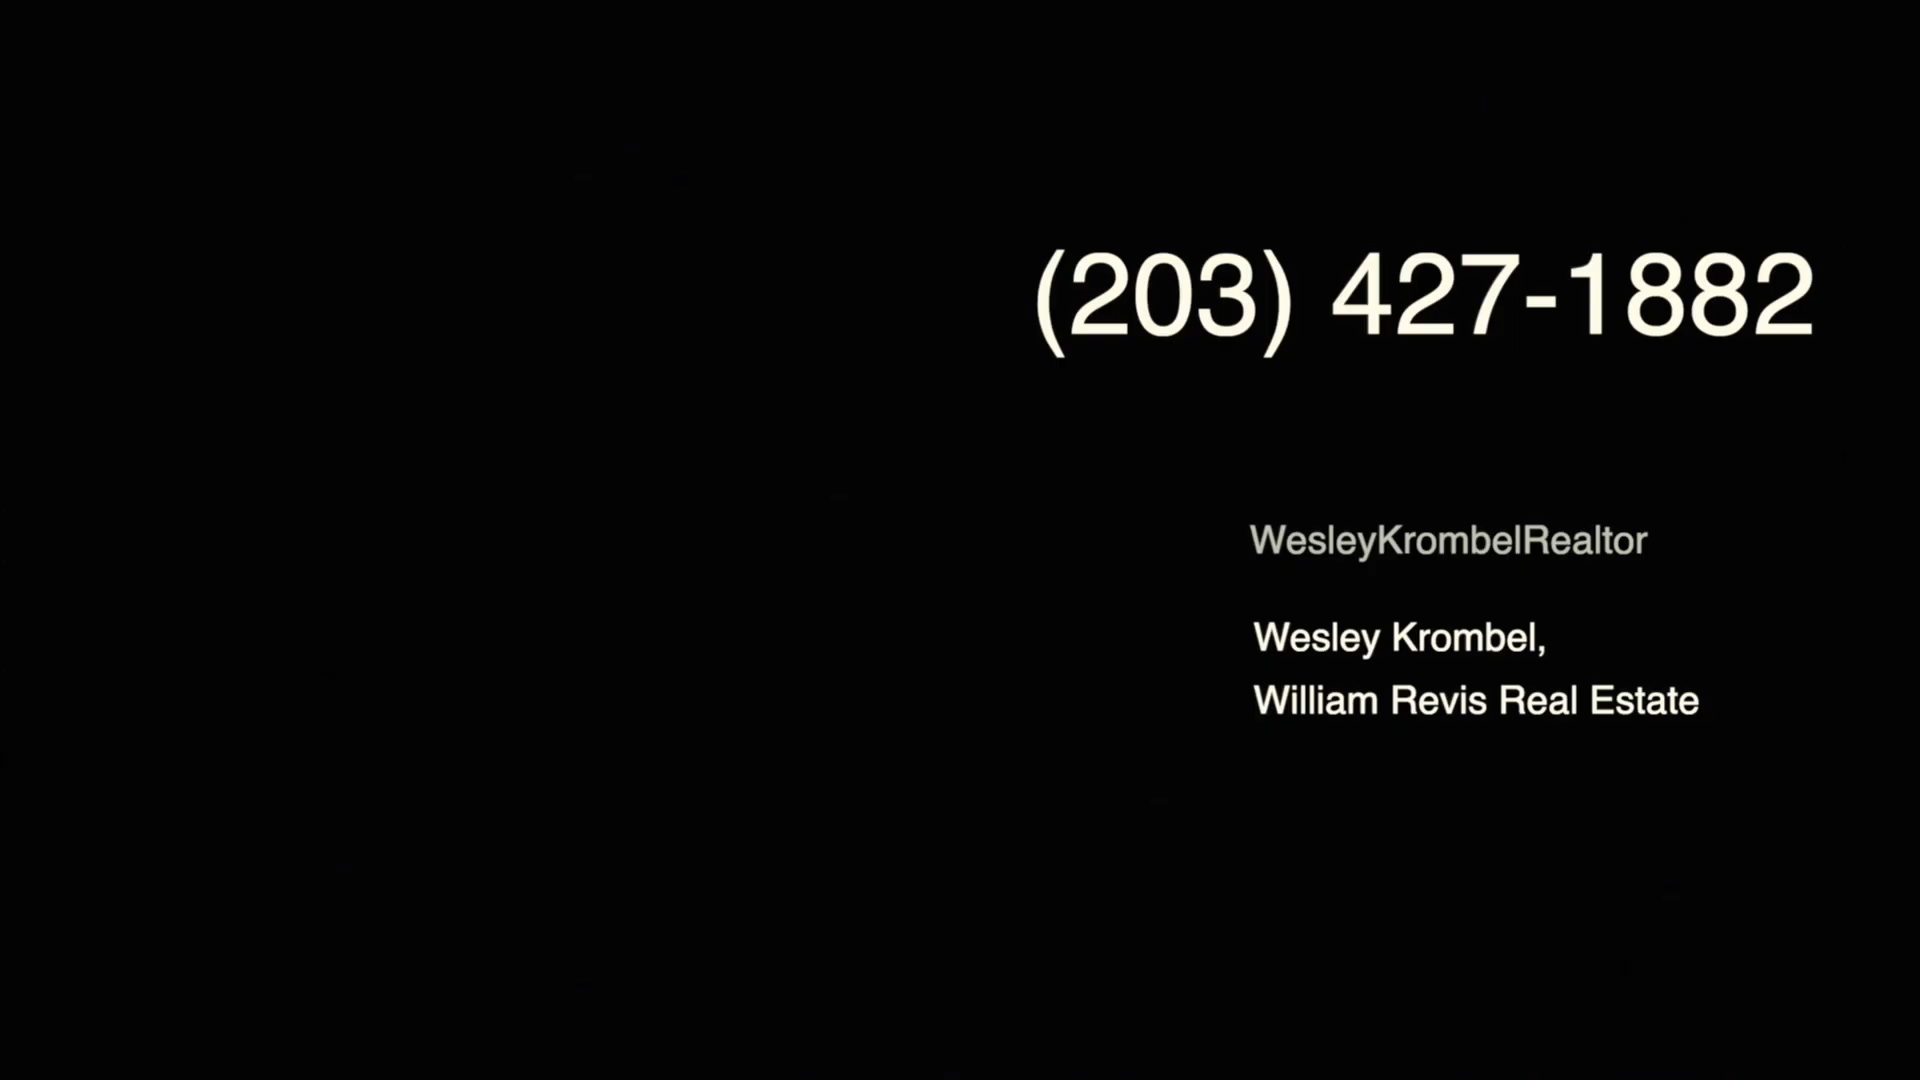 (203) 427-1882
WesleyKrombelRealtor
Wesley Krombel,
William Revis Real Estate